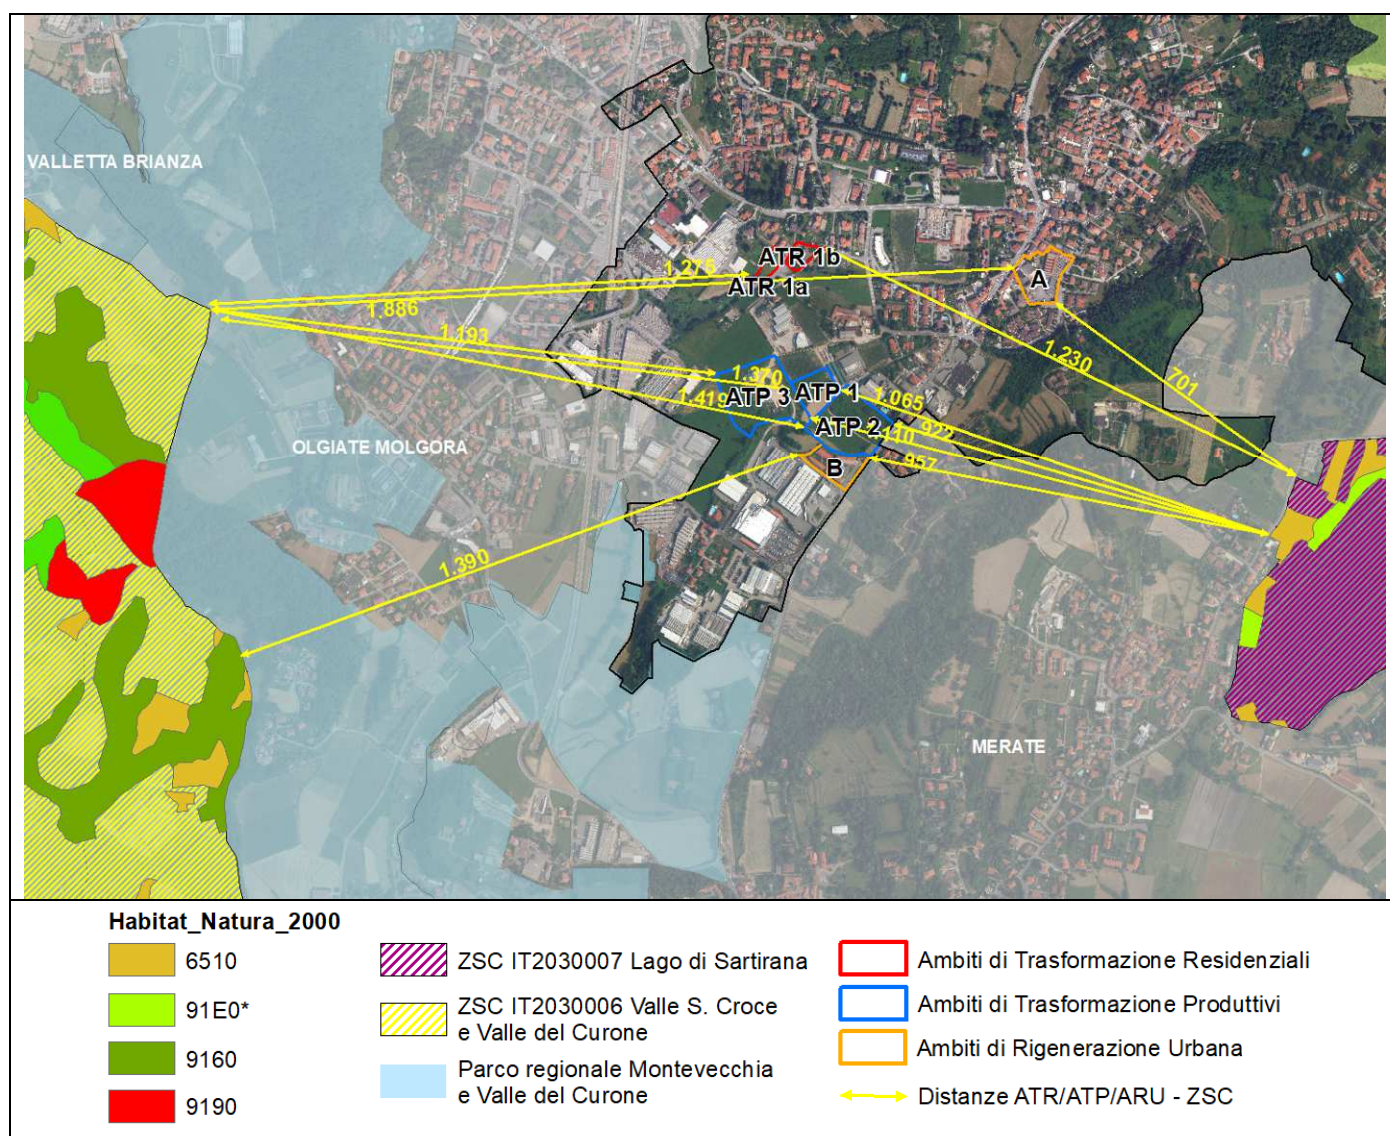 VALLETTA BRIANZA
ATR 1b
1.275
ATR 1a
A
1.886
1.193
1.230
701
1.370
ATP 1
1.419
ATP 3
1.065
ATP 2
922
110
OLGIATE MOLGORA
B
957
1.390
MERATE
Habitat_Natura_2000
6510
91E0*
9160
9190
ZSC IT2030007 Lago di Sartirana
ZSC IT2030006 Valle S. Croce
e Valle del Curone
Parco regionale Montevecchia
e Valle del Curone
Ambiti di Trasformazione Residenziali
Ambiti di Trasformazione Produttivi
Ambiti di Rigenerazione Urbana
Distanze ATR/ATP/ARU - ZSC